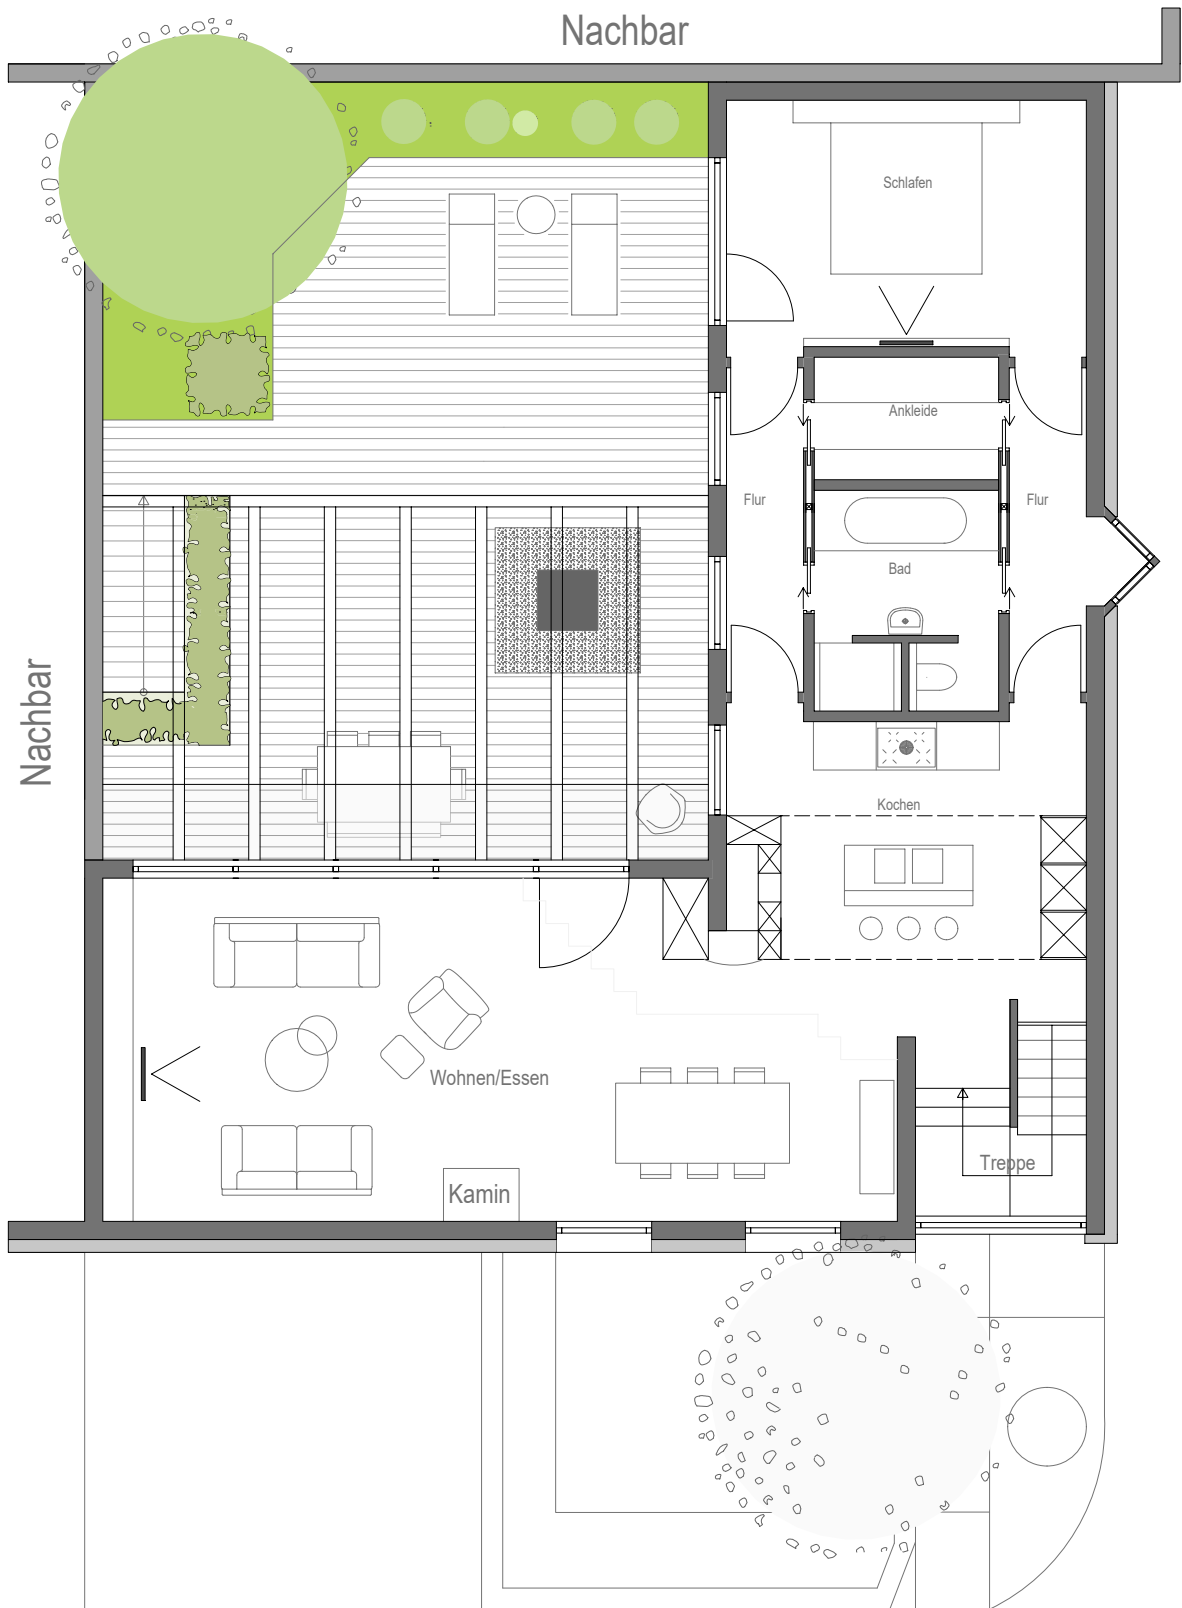 Nachbar
Schlafen
Ankleide
Flur
Flur
Bad
Nachbar
Kochen
Wohnen/Essen
Treppe
Kamin